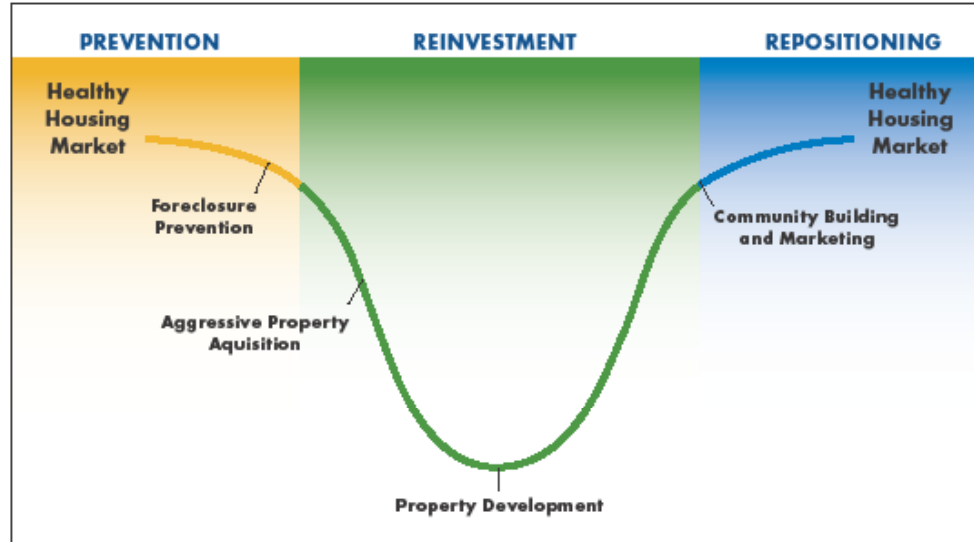 PREVENTION
REINVESTMENT
REPOSITIONING
Healthy
Housing
Market
Healthy
Housing
Market
Foreclosure
Prevention
Community Building
and Marketing
Aggressive Property
Aquisition
Property Development